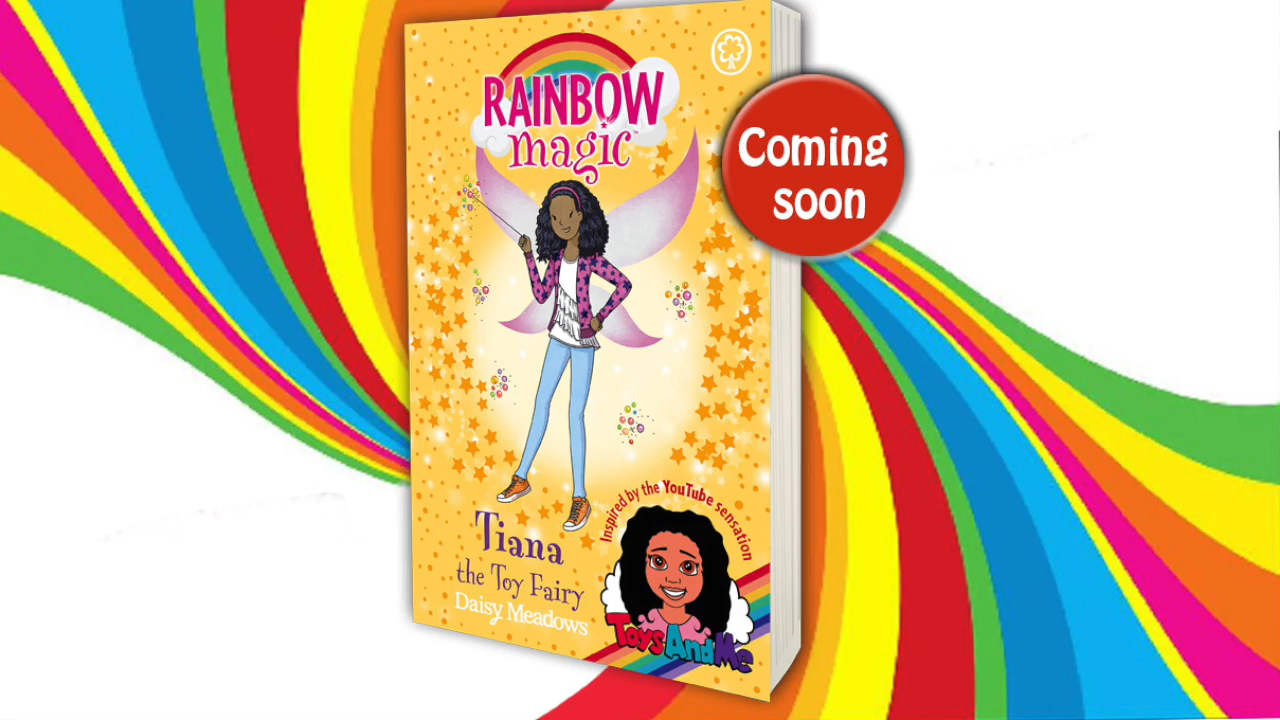 RAINBOW
magic
Coming
soon
Inspired by the YouTube sensation
Tiana
the Toy Fairy
Daisy Meadows
ToysAndMe